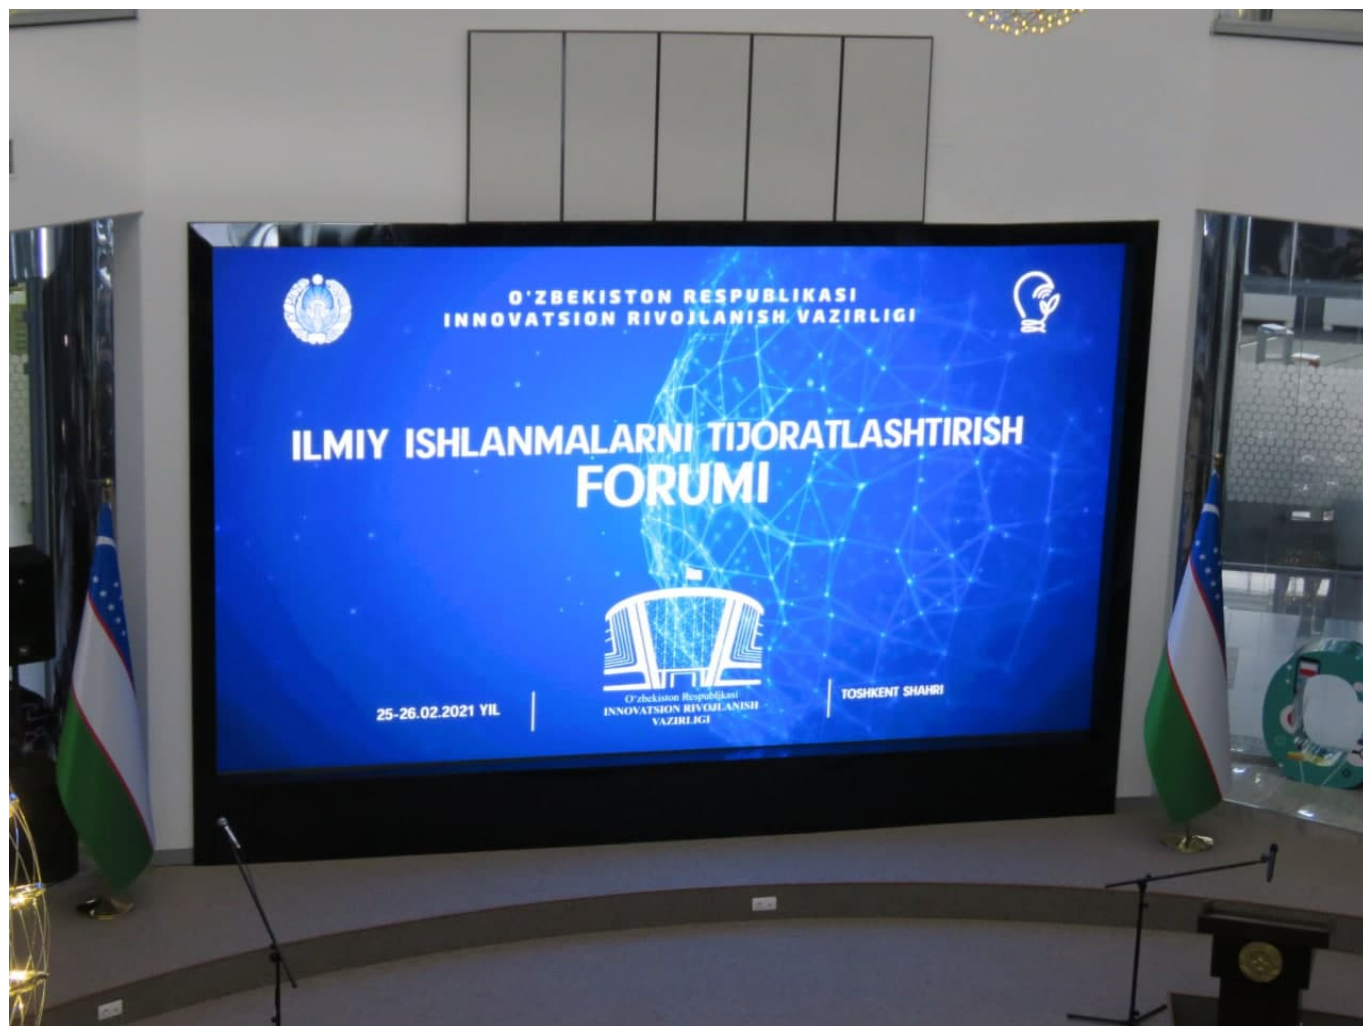 O'ZBEKISTON RESPUBLIKASI
INNOVATSION RIVOJLANISH VAZIRLIGI
ILMIY ISHLANMALARNI TIJORATLASHTIRISH
FORUMI
25-26.02.2021 YIL
O'zbekiston Respublikasi
INNOVATSION RIVOJLANISH
VAZIRLIGI
TOSHKENT SHAHRI